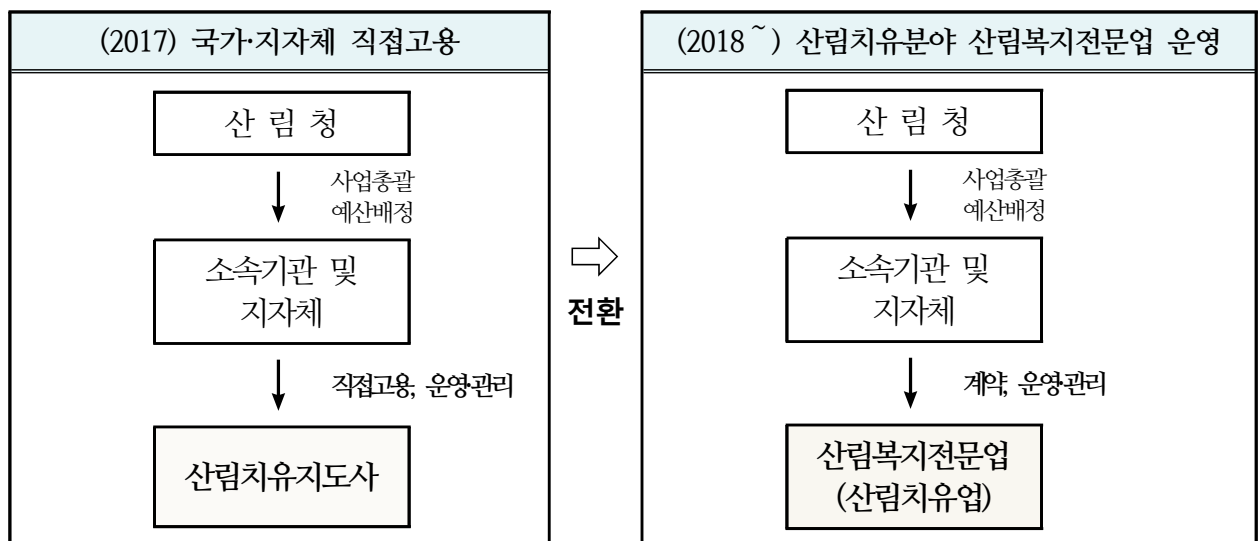 (2017) 국가·지자체 직접고용
산 림 청
사업총괄
예산배정
소속기관 및
지자체
직접고용, 운영·관리
산림치유지도사
전환
(2018~) 산림치유분야 산림복지전문업 운영
산 림 청
사업총괄
예산배정
소속기관 및
지자체
계약, 운영·관리
산림복지전문업
(산림치유업)